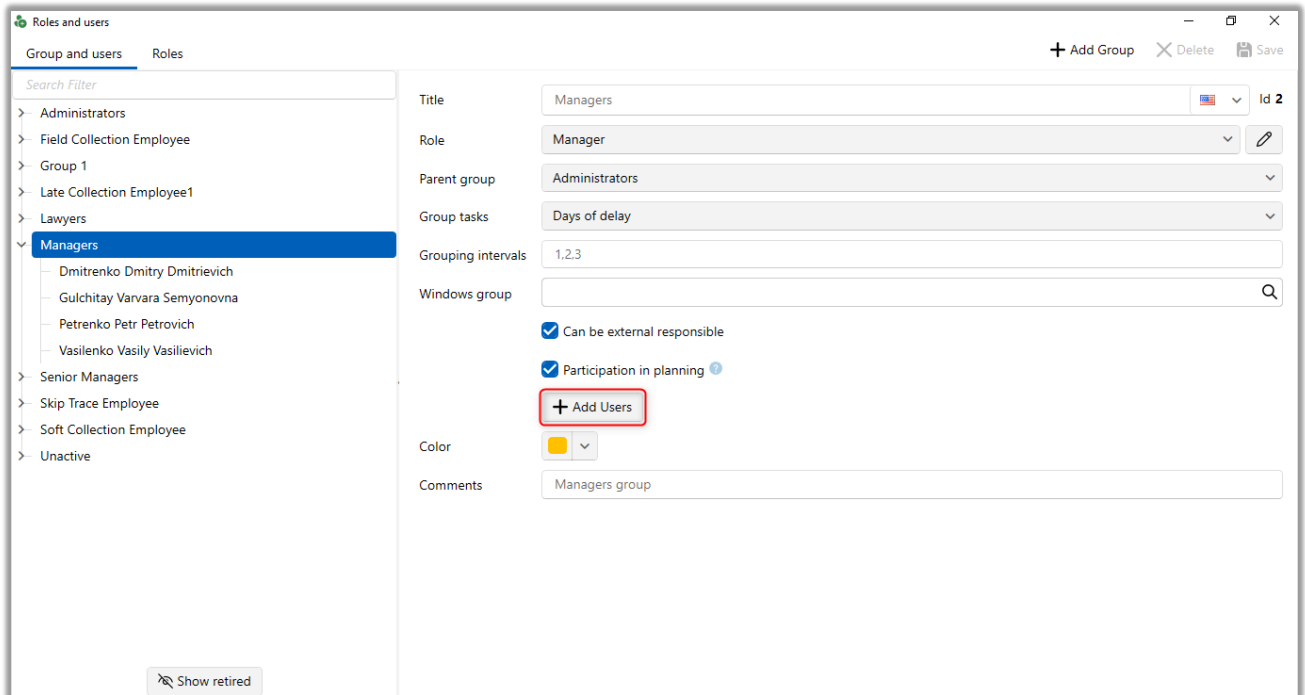 Roles and users
Group and users Roles
Add Group Delete Save
Search Filter
Administrators
Field Collection Employee
Group 1
Late Collection Employee1
Lawyers
Managers
Dmitrenko Dmitry Dmitrievich
Gulchitay Varvara Semyonovna
Petrenko Petr Petrovich
Vasilenko Vasily Vasilievich
Senior Managers
Skip Trace Employee
Soft Collection Employee
Unactive
Show retired
Title Managers Id 2
Role Manager
Parent group Administrators
Group tasks Days of delay
Grouping intervals 1,2,3
Windows group
Can be external responsible
Participation in planning ?
Add Users
Color
Comments Managers group